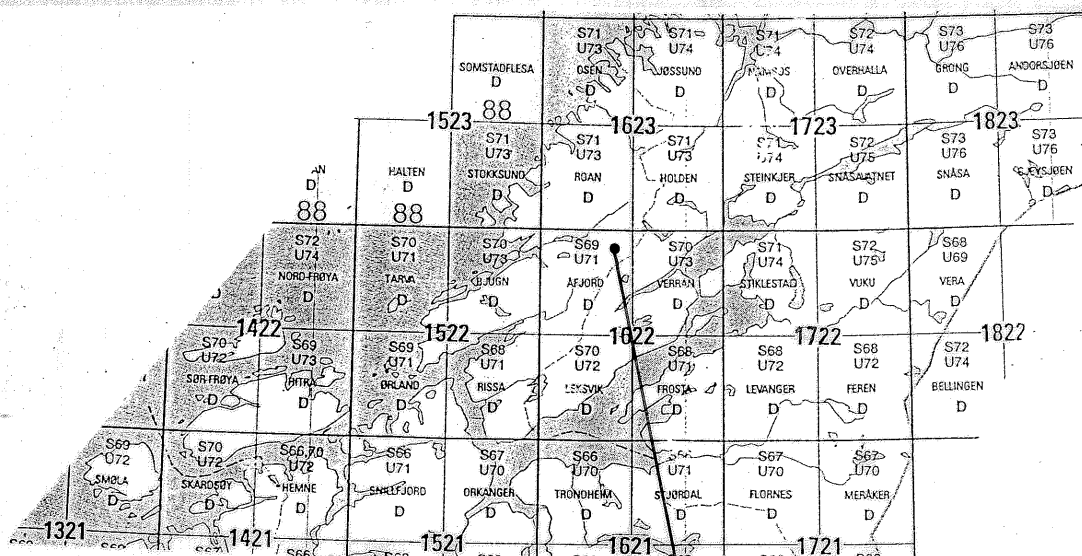 S71 S71 S71 S72 S73 S73
U73 U74 U74 U76 U76
SOMSTADFLESA OSEN JØSSUND OVERHALLA GRONG ANDORSJØEN
D D D D D D D
88
1523 1623 1723 1823
S71 S71 S71 S71 S72 S73 S73
U73 U73 U73 U75 U76 U76
HALTEN STOKKSUND ROAN HOLDEN STEINKJER SNÅSAVATNET SNÅSA
D D D D D D D D D
88 88
S72 S70 S70 S69 S70 S71 S72 S68
U74 U71 U73 U71 U73 U74 U75 U69
NORD-FRØYA TARVA BJUGN ÅFJORD VERRAN STIKLESTAD VUKU VERA
D D D D D D D D
1422 1522 1622 1722 1822
S70 S69 S69 S68 S70 S68 S68 S68 S72
U72 U73 U71 U71 U72 U71 U72 U72 U74
SØR-FRØYA HITRA ØRLAND RISSA LEKSVIK FROSTA LEVANGER FEREN BELLINGEN
D D D D D D D D D
S69 S70 S66,70 S66 S67 S66 S66 S67 S67
U72 U72 U72 U71 U70 U70 U71 U70 U70
SMØLA SKARDSØY HEMNE SNILLFJORD ORKANGER TRONDHEIM STJØRDAL FLORNES MERÅKER
D D D D D D D D D
1321 1421 1521 1621 1721